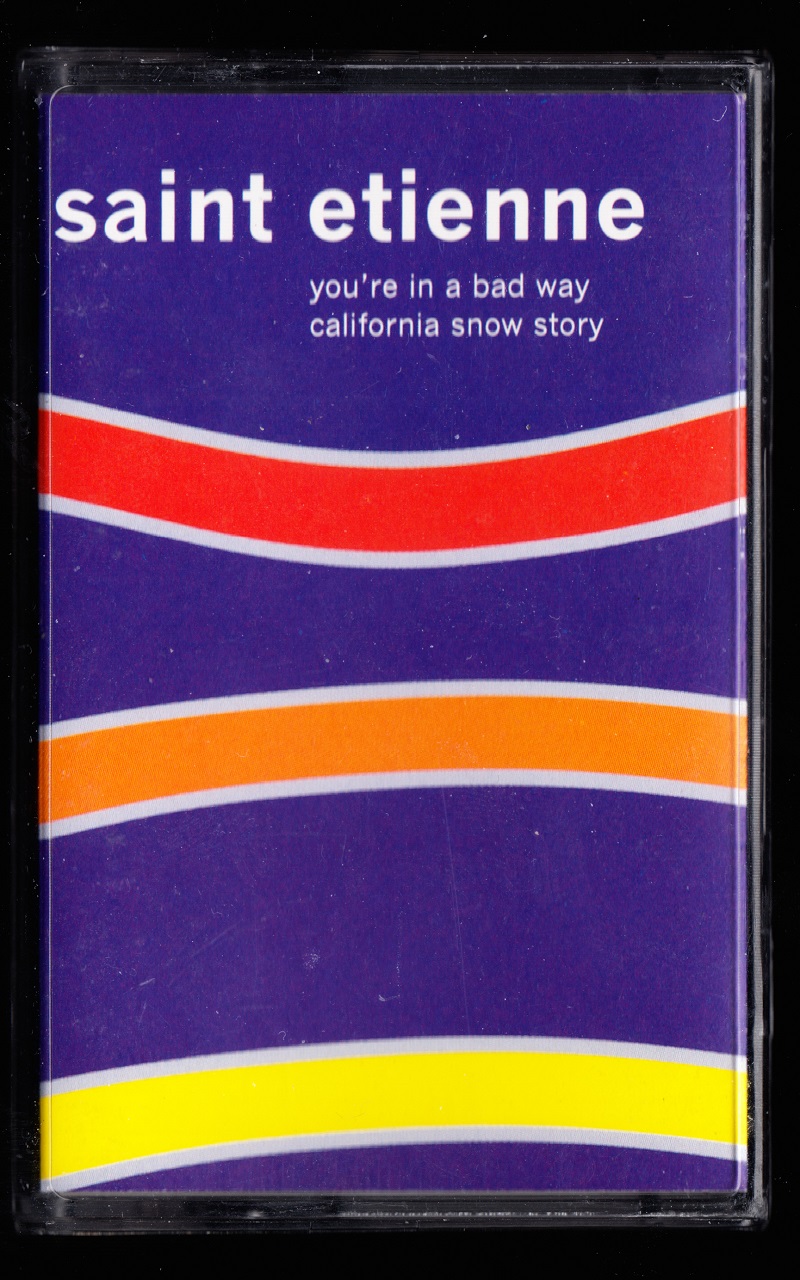 saint etienne
you're in a bad way
california snow story